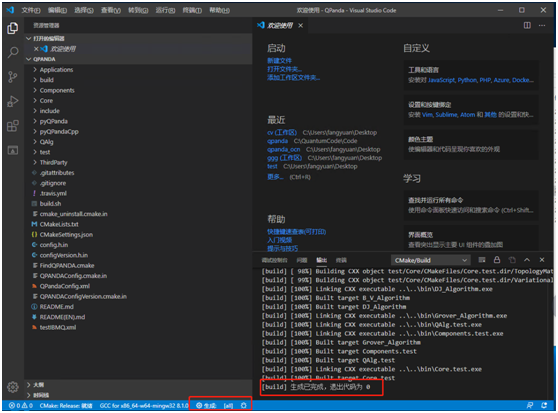 文件(F) 编辑(E) 选择(S) 查看(V) 转到(G) 运行(R) 终端(T) 帮助(H)
欢迎使用 - QPanda - Visual Studio Code
资源管理器
打开的编辑器
欢迎使用
QPANDA
Applications
build
Components
Core
include
pyQPanda
pyQPandaCpp
QAlg
test
ThirdParty
.gitattributes
.gitignore
.travis.yml
build.sh
cmake_uninstall.cmake.in
CMakeLists.txt
CMakeSettings.json
config.h.in
configVersion.h.in
FindQPANDA.cmake
QPANDAConfig.cmake.in
QPandaConfig.xml
QPANDAConfigVersion.cmake.in
README.md
README(EN).md
testIBMQ.xml
大纲
时间线
欢迎使用
启动
新建文件
打开文件夹...
添加工作区文件夹...
最近
cv (工作区) C:\Users\fangyuan\Desktop
qpanda C:\QuantumCode\Code
qpanda_ocn C:\Users\fangyuan\Desktop
ggg (工作区) C:\Users\fangyuan\Desktop
test C:\Users\fangyuan\Desktop
更多... (Ctrl+R)
帮助
快捷键速查表(可打印)
入门视频
提示与技巧
自定义
工具和语言
安装对 JavaScript, Python, PHP, Azure, Docke...
设置和按键绑定
安装 Vim, Sublime, Atom 和 其他 的设置和快...
颜色主题
使编辑器和代码呈现你喜欢的外观
学习
查找并运行所有命令
使用命令面板快速访问和搜索命令 (Ctrl+Shift...
界面概览
查看突出显示主要 UI 组件的叠加图
调试控制台 问题 输出 终端 CMake/Build
[build] [ 98%] Building CXX object test/Core/CMakeFiles/Core.test.dir/TopologyMat
[build] [ 98%] Building CXX object test/Core/CMakeFiles/Core.test.dir/Variational
[build] [100%] Linking CXX executable ..\..\bin\DJ_Algorithm.exe
[build] [100%] Built target B_V_Algorithm
[build] [100%] Built target DJ_Algorithm
[build] [100%] Linking CXX executable ..\..\bin\Grover_Algorithm.exe
[build] [100%] Linking CXX executable ..\..\bin\QAlg.test.exe
[build] [100%] Linking CXX executable ..\..\bin\Components.test.exe
[build] [100%] Built target Grover_Algorithm
[build] [100%] Built target Components.test
[build] [100%] Built target QAlg.test
[build] [100%] Linking CXX executable ..\..\bin\Core.test.exe
[build] [100%] Built target Core.test
[build] 生成已完成，退出代码为 0
0 0 CMake: Release: 就绪 GCC for x86_64-w64-mingw32 8.1.0 生成: [all]